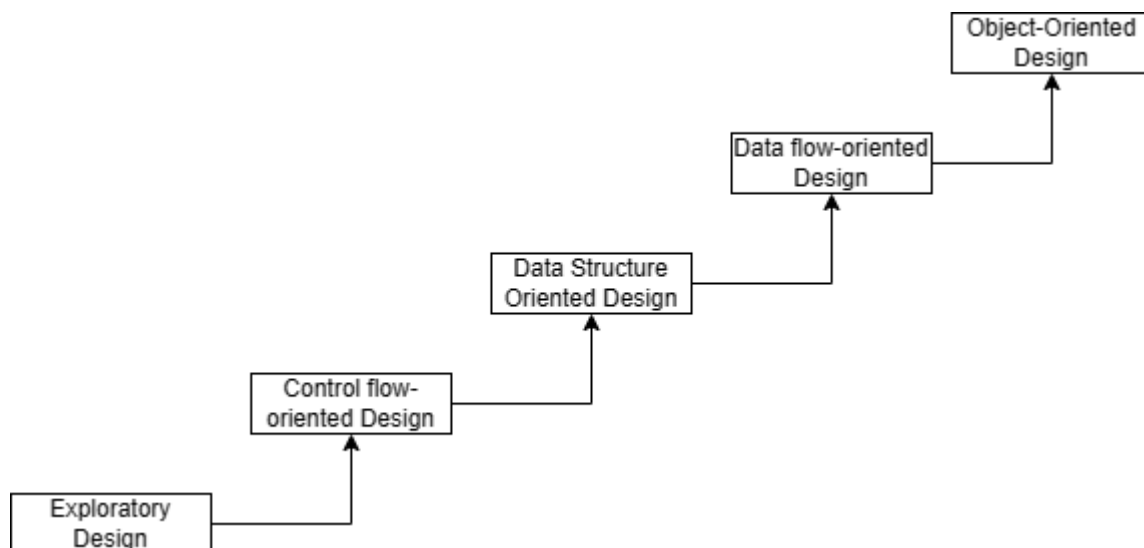 Object-Oriented
Design
Data flow-oriented
Design
Data Structure
Oriented Design
Control flow-
oriented Design
Exploratory
Design